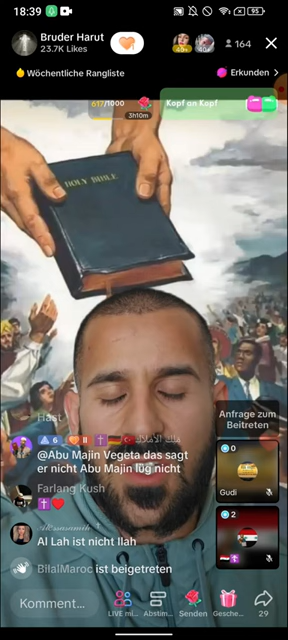 18:39
95
Bruder Harut
23.7K Likes
164
Wöchentliche Rangliste
Erkunden
617/1000
Kopf an Kopf
3h10m
HOLY BIBLE
Hast
6 II
@Abu Majin Vegeta das sagt
er nicht Abu Majin lüg nicht
Farlang Kush
Al Lah ist nicht Ilah
BilalMaroc ist beigetreten
Anfrage zum
Beitreten
0
Gudi
2
Komment...
LIVE mi...
Abstim...
Senden
Gesche...
29